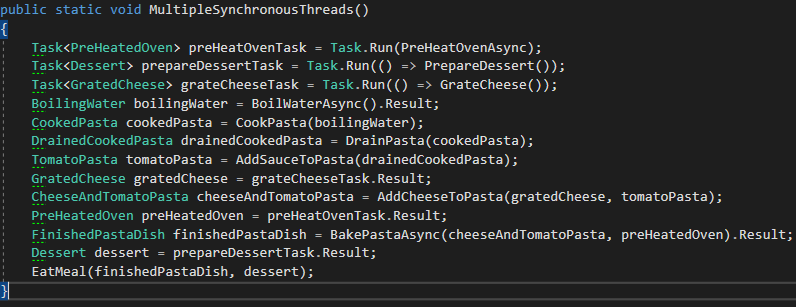 public static void MultipleSynchronousThreads()
{
Task<PreHeatedOven> preHeatOvenTask = Task.Run(PreHeatOvenAsync);
Task<Dessert> prepareDessertTask = Task.Run(() => PrepareDessert());
Task<GratedCheese> grateCheeseTask = Task.Run(() => GrateCheese());
BoilingWater boilingWater = BoilWaterAsync().Result;
CookedPasta cookedPasta = CookPasta(boilingWater);
DrainedCookedPasta drainedCookedPasta = DrainPasta(cookedPasta);
TomatoPasta tomatoPasta = AddSauceToPasta(drainedCookedPasta);
GratedCheese gratedCheese = grateCheeseTask.Result;
CheeseAndTomatoPasta cheeseAndTomatoPasta = AddCheeseToPasta(gratedCheese, tomatoPasta);
PreHeatedOven preHeatedOven = preHeatOvenTask.Result;
FinishedPastaDish finishedPastaDish = BakePastaAsync(cheeseAndTomatoPasta, preHeatedOven).Result;
Dessert dessert = prepareDessertTask.Result;
EatMeal(finishedPastaDish, dessert);
}